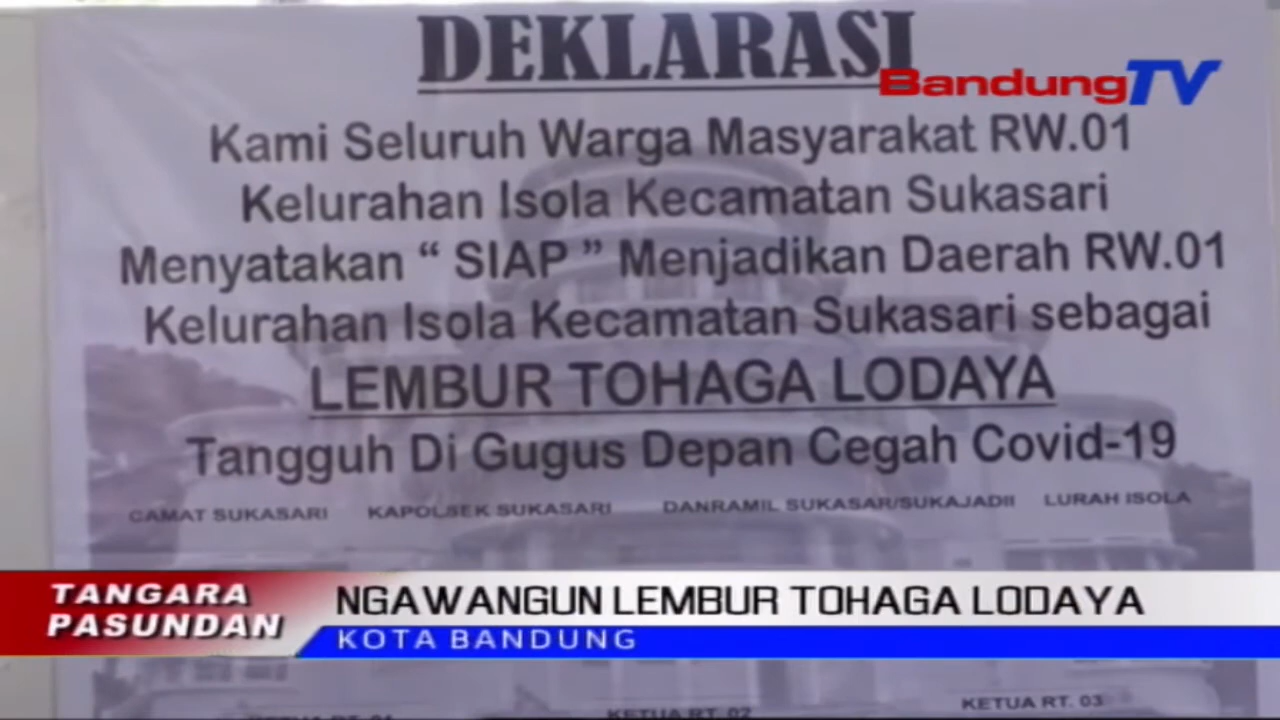 DEKLARASI
BandungTV
Kami Seluruh Warga Masyarakat RW.01
Kelurahan Isola Kecamatan Sukasari
Menyatakan “ SIAP ” Menjadikan Daerah RW.01
Kelurahan Isola Kecamatan Sukasari sebagai
LEMBUR TOHAGA LODAYA
Tangguh Di Gugus Depan Cegah Covid-19
CAMAT SUKASARI KAPOLSEK SUKASARI DANRAMIL SUKASAR/SUKAJADII LURAH ISOLA
TANGARA PASUNDAN
NGAWANGUN LEMBUR TOHAGA LODAYA
KOTA BANDUNG
KETUA RT. 02 KETUA RT. 03